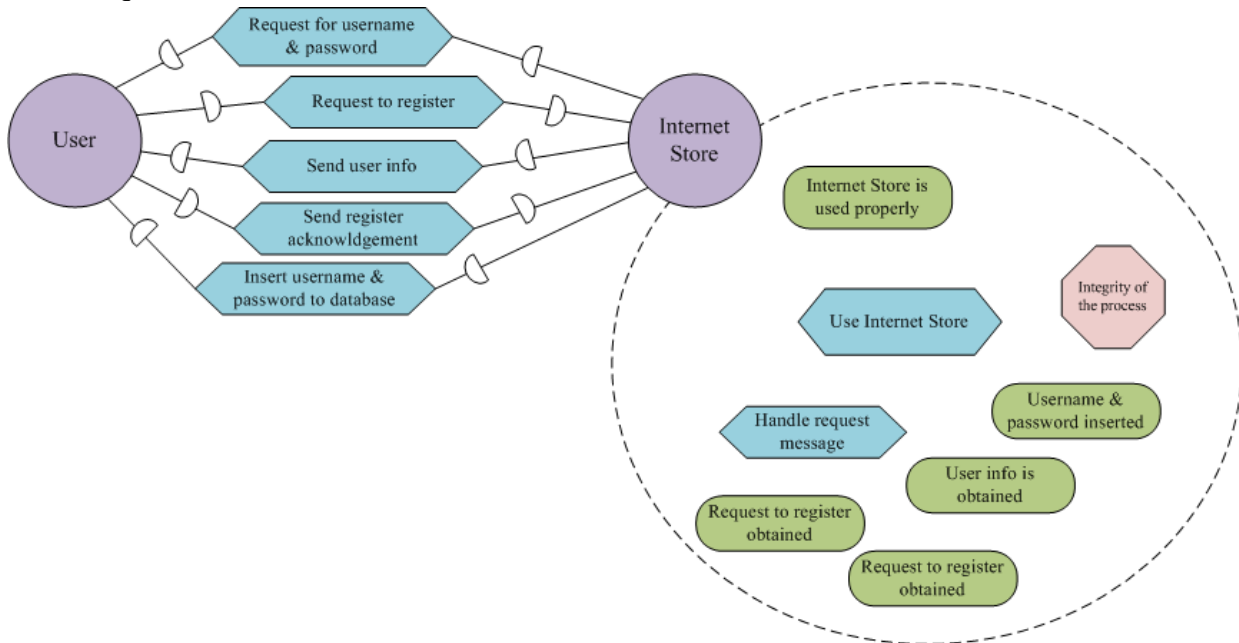 Request for username
& password
Request to register
User
Internet
Store
Send user info
Internet Store is
used properly
Send register
acknowldgement
Insert username &
password to database
Integrity of
the process
Use Internet Store
Username &
password inserted
Handle request
message
User info is
obtained
Request to register
obtained
Request to register
obtained